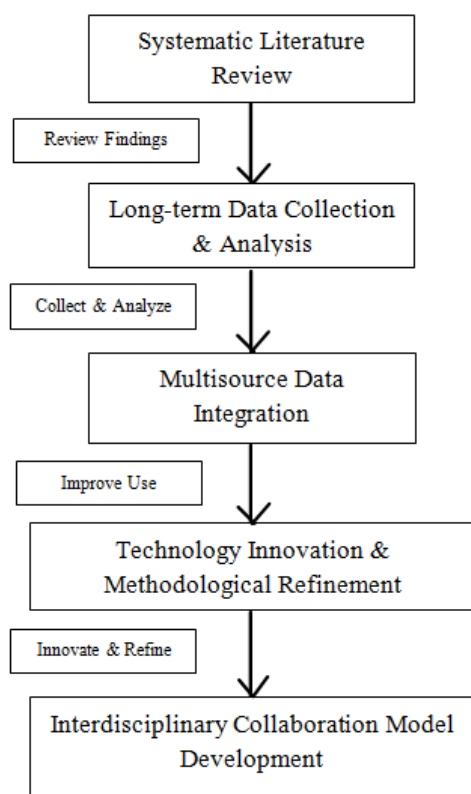 Systematic Literature
Review
Review Findings
Long-term Data Collection
& Analysis
Collect & Analyze
Multisource Data
Integration
Improve Use
Technology Innovation &
Methodological Refinement
Innovate & Refine
Interdisciplinary Collaboration Model
Development